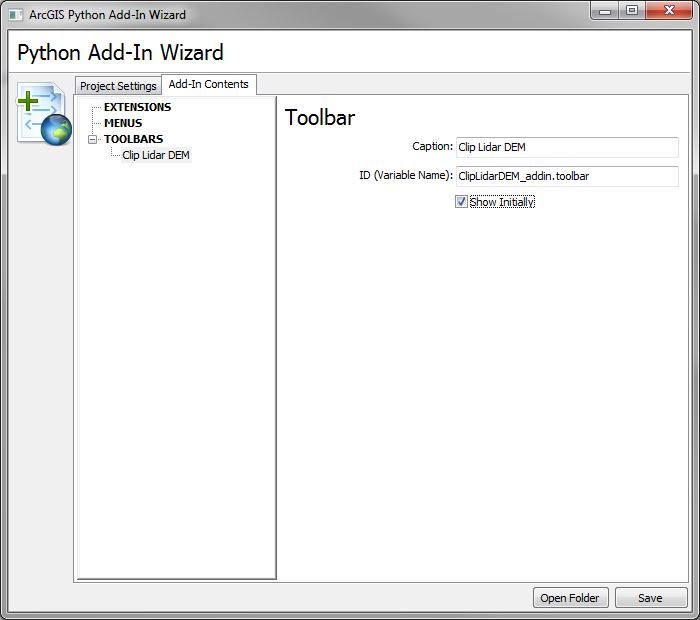 ArcGIS Python Add-In Wizard
Python Add-In Wizard
Project Settings
Add-In Contents
EXTENSIONS
MENUS
TOOLBARS
Clip Lidar DEM
Toolbar
Caption: Clip Lidar DEM
ID (Variable Name): ClipLidarDEM_addin.toolbar
Show Initially
Open Folder
Save